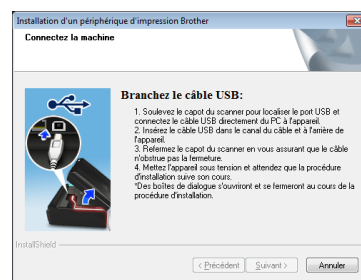 Installation d'un périphérique d'impression Brother
Connectez la machine
Branchez le câble USB:
1. Soulevez le capot du scanner pour localiser le port USB et
connectez le câble USB directement du PC à l'appareil.
2. Insérez le câble USB dans le canal du câble et à l'arrière de
l'appareil.
3. Refermez le capot du scanner en vous assurant que le câble
n'obstrue pas la fermeture.
4. Mettez l'appareil sous tension et attendez que la procédure
d'installation suive son cours.
*Des boîtes de dialogue s'ouvriront et se fermeront au cours de la
procédure d'installation.
InstallShield
< Précédent Suivant > Annuler